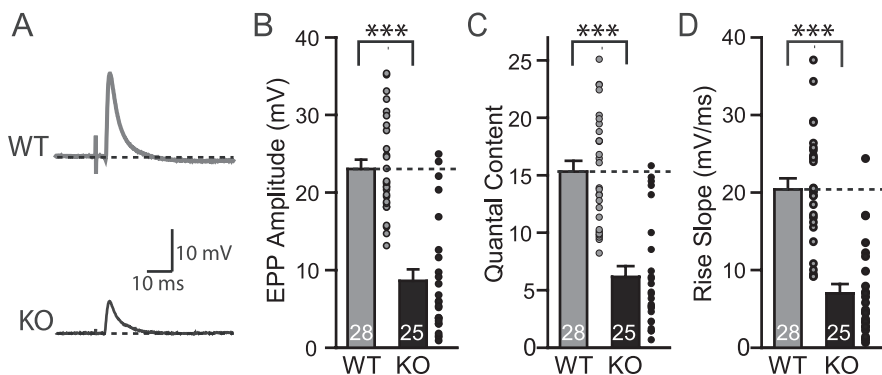 A
WT
KO
10 mV
10 ms
B
EPP Amplitude (mV)
40
30
20
10
0
***
28
25
WT KO
C
Quantal Content
25
20
15
10
5
0
***
28
25
WT KO
D
Rise Slope (mV/ms)
40
30
20
10
0
***
28
25
WT KO